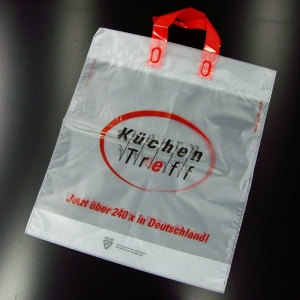 Küchen
Treff
Jetzt über 240 x in Deutschland!